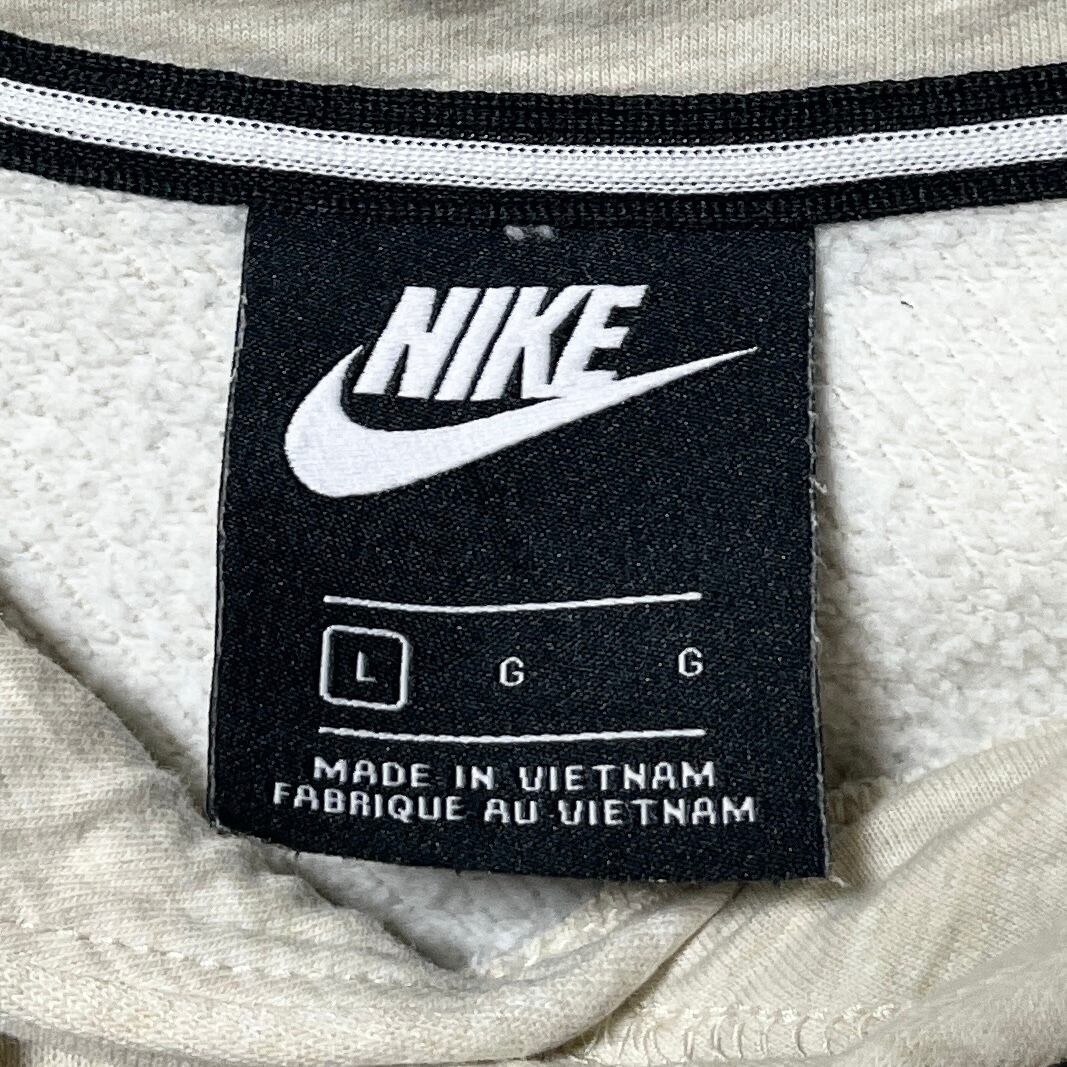 NIKE
L G G
MADE IN VIETNAM
FABRIQUE AU VIETNAM